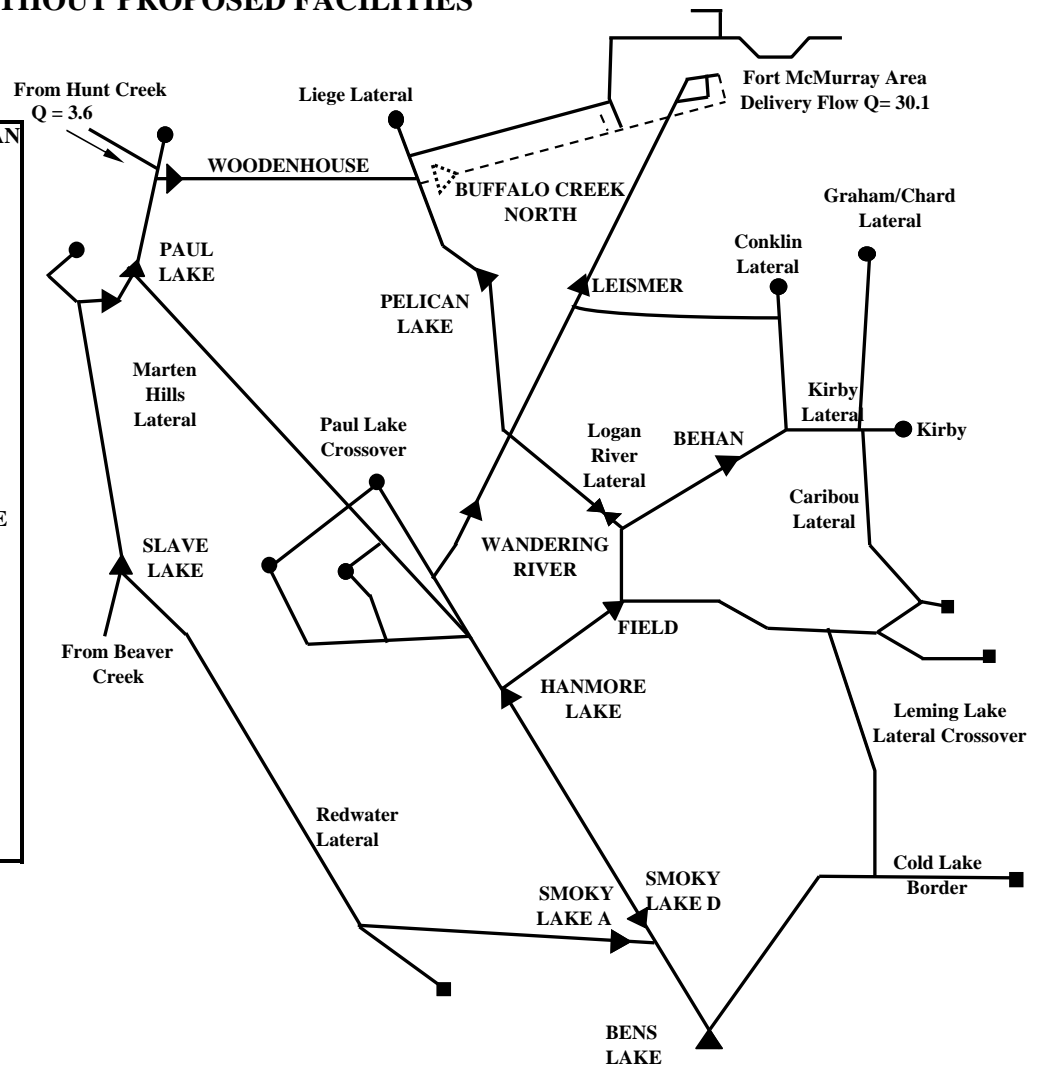 THOUT PROPOSED FACILITIES
From Hunt Creek
Q = 3.6
Liege Lateral
Fort McMurray Area
Delivery Flow Q= 30.1
AN
WOODENHOUSE
BUFFALO CREEK
NORTH
Graham/Chard
Lateral
PAUL
LAKE
Conklin
Lateral
PELICAN
LAKE
LEISMER
Marten
Hills
Lateral
Kirby
Lateral
Kirby
Paul Lake
Crossover
Logan
River
Lateral
BEHAN
Caribou
Lateral
E
SLAVE
LAKE
WANDERING
RIVER
FIELD
From Beaver
Creek
HANMORE
LAKE
Leming Lake
Lateral Crossover
Redwater
Lateral
Cold Lake
Border
SMOKY
LAKE A
SMOKY
LAKE D
BENS
LAKE